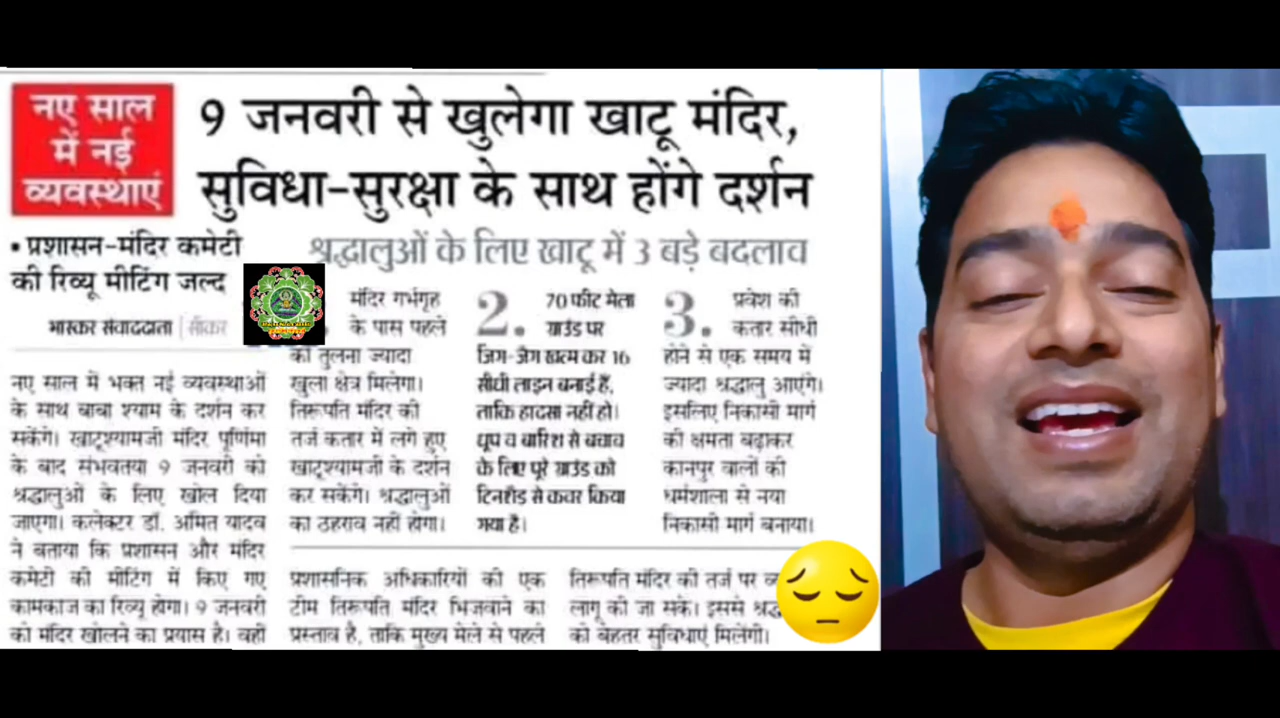 नए साल
में नई
व्यवस्थाएं
9 जनवरी से खुलेगा खाटू मंदिर,
सुविधा-सुरक्षा के साथ होंगे दर्शन
▪ प्रशासन-मंदिर कमेटी
की रिव्यू मीटिंग जल्द
श्रद्धालुओं के लिए खाटू में 3 बड़े बदलाव
भास्कर संवाददाता | सीकर
नए साल में भक्त नई व्यवस्थाओं
के साथ बाबा श्याम के दर्शन कर
सकेंगे। खाटूश्यामजी मंदिर पूर्णिमा
के बाद संभवतया 9 जनवरी को
श्रद्धालुओं के लिए खोल दिया
जाएगा। कलेक्टर डॉ. अमित यादव
ने बताया कि प्रशासन और मंदिर
कमेटी की मीटिंग में किए गए
कामकाज का रिव्यू होगा। 9 जनवरी
को मंदिर खोलने का प्रयास है। वहीं
मंदिर गर्भगृह
के पास पहले
की तुलना ज्यादा
खुला क्षेत्र मिलेगा।
तिरूपति मंदिर की
तर्ज कतार में लगे हुए
खाटूश्यामजी के दर्शन
कर सकेंगे। श्रद्धालुओं
का ठहराव नहीं होगा।
2. 70 फीट मेला
ग्राउंड पर
जिग-जैग खत्म कर 16
सीधी लाइन बनाई हैं,
ताकि हादसा नहीं हो।
धूप व बारिश से बचाव
के लिए पूरे ग्राउंड को
टिनशेड से कवर किया
गया है।
3. प्रवेश की
कतार सीधी
होने से एक समय में
ज्यादा श्रद्धालु आएंगे।
इसलिए निकासी मार्ग
की क्षमता बढ़ाकर
कानपुर वालों की
धर्मशाला से नया
निकासी मार्ग बनाया।
प्रशासनिक अधिकारियों की एक
टीम तिरूपति मंदिर भिजवाने का
प्रस्ताव है, ताकि मुख्य मेले से पहले
तिरूपति मंदिर की तर्ज पर
लागू की जा सके। इससे
को बेहतर सुविधाएं मिलेंगी।